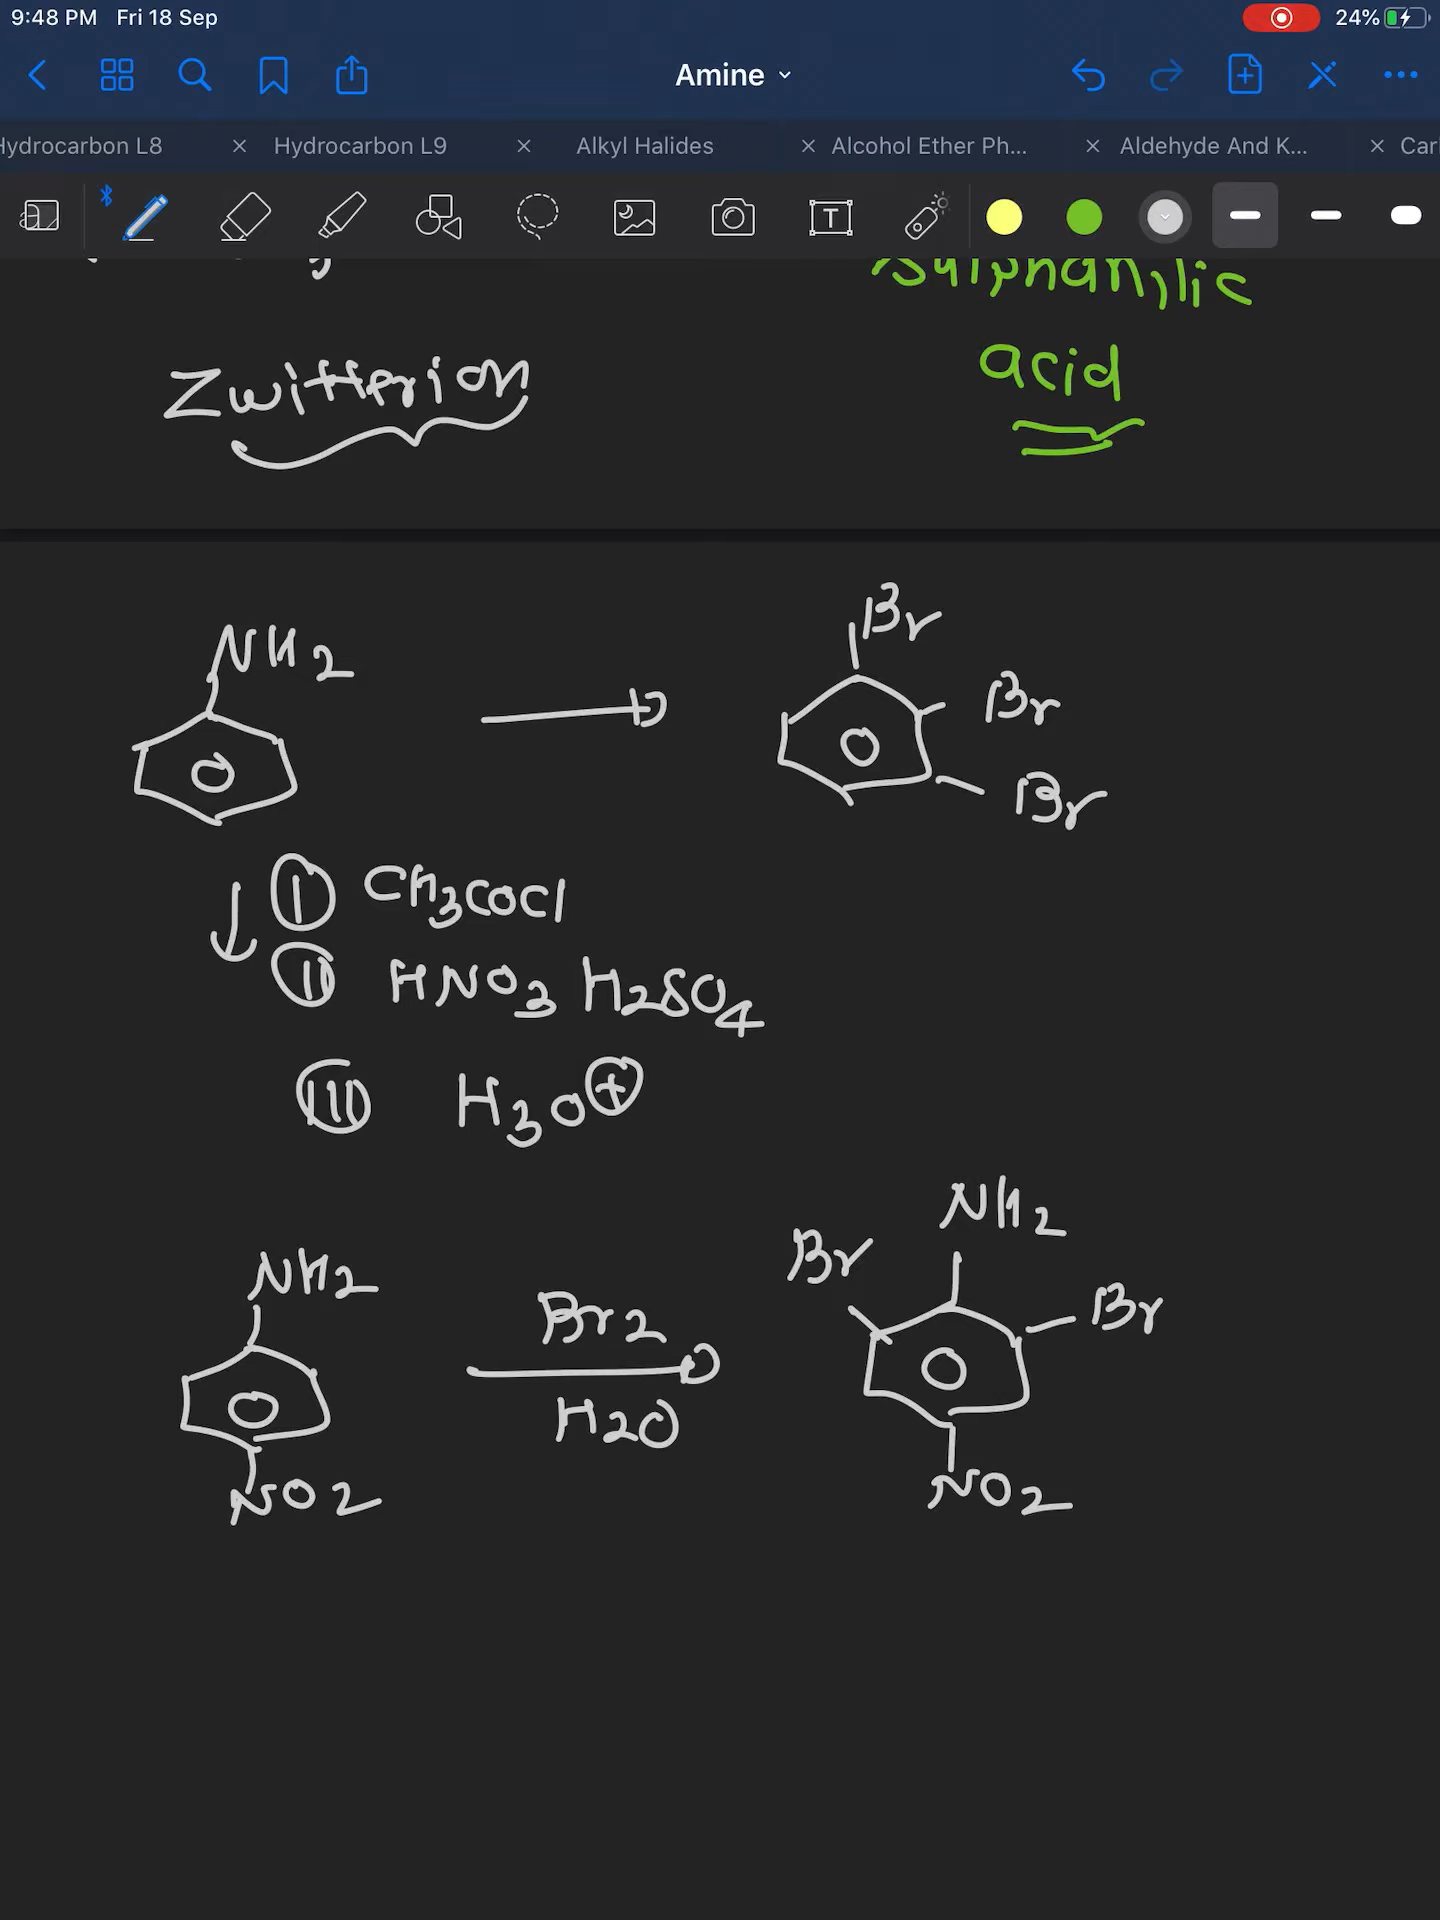 9:48 PM Fri 18 Sep 24%
Amine
Hydrocarbon L8 Hydrocarbon L9 Alkyl Halides Alcohol Ether Ph... Aldehyde And K... Car
T
Sulphanilic
acid
Zwitterion
NH2
Br
Br
Br
I CH3COCl
II HNO3 H2SO4
III H3O+
NH2
NO2
Br2
H2O
NH2
Br
Br
NO2